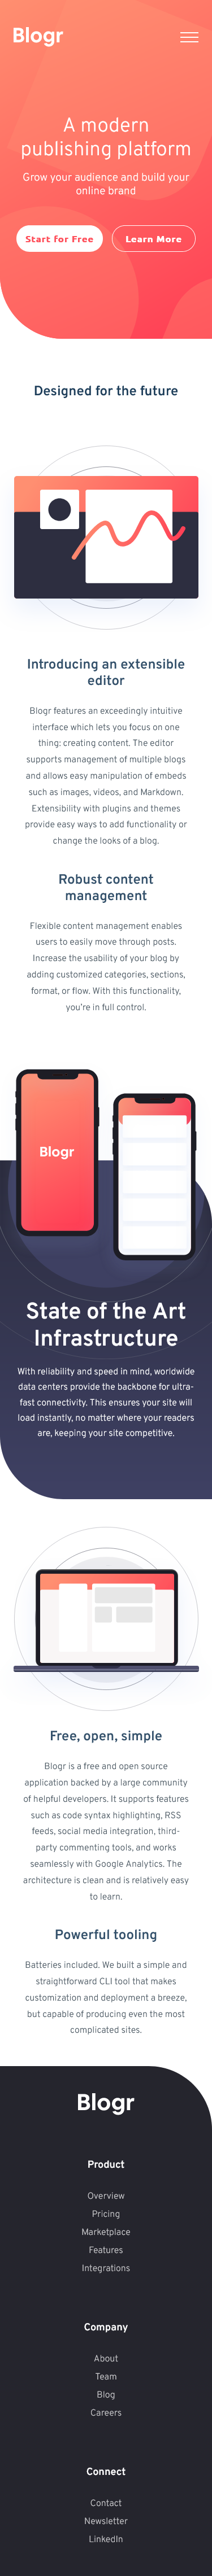 Blogr
A modern
publishing platform
Grow your audience and build your
online brand
Start for Free
Learn More
Designed for the future
Introducing an extensible
editor
Blogr features an exceedingly intuitive
interface which lets you focus on one
thing: creating content. The editor
supports management of multiple blogs
and allows easy manipulation of embeds
such as images, videos, and Markdown.
Extensibility with plugins and themes
provide easy ways to add functionality or
change the looks of a blog.
Robust content
management
Flexible content management enables
users to easily move through posts.
Increase the usability of your blog by
adding customized categories, sections,
format, or flow. With this functionality,
you're in full control.
Blogr
State of the Art
Infrastructure
With reliability and speed in mind, worldwide
data centers provide the backbone for ultra-
fast connectivity. This ensures your site will
load instantly, no matter where your readers
are, keeping your site competitive.
Free, open, simple
Blogr is a free and open source
application backed by a large community
of helpful developers. It supports features
such as code syntax highlighting, RSS
feeds, social media integration, third-
party commenting tools, and works
seamlessly with Google Analytics. The
architecture is clean and is relatively easy
to learn.
Powerful tooling
Batteries included. We built a simple and
straightforward CLI tool that makes
customization and deployment a breeze,
but capable of producing even the most
complicated sites.
Blogr
Product
Overview
Pricing
Marketplace
Features
Integrations
Company
About
Team
Blog
Careers
Connect
Contact
Newsletter
LinkedIn